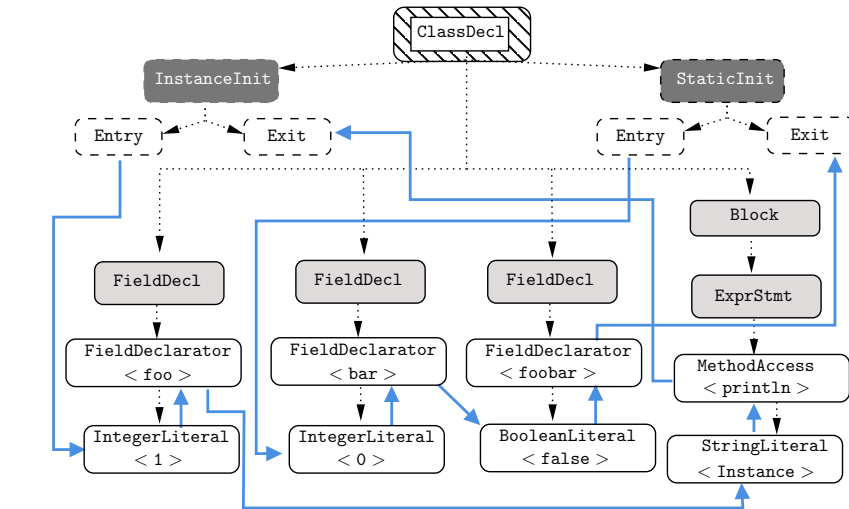 ClassDecl
InstanceInit
StaticInit
Entry
Exit
Entry
Exit
Block
FieldDecl
FieldDecl
FieldDecl
ExprStmt
FieldDeclarator
< foo >
FieldDeclarator
< bar >
FieldDeclarator
< foobar >
MethodAccess
< println >
IntegerLiteral
< 1 >
IntegerLiteral
< 0 >
BooleanLiteral
< false >
StringLiteral
< Instance >